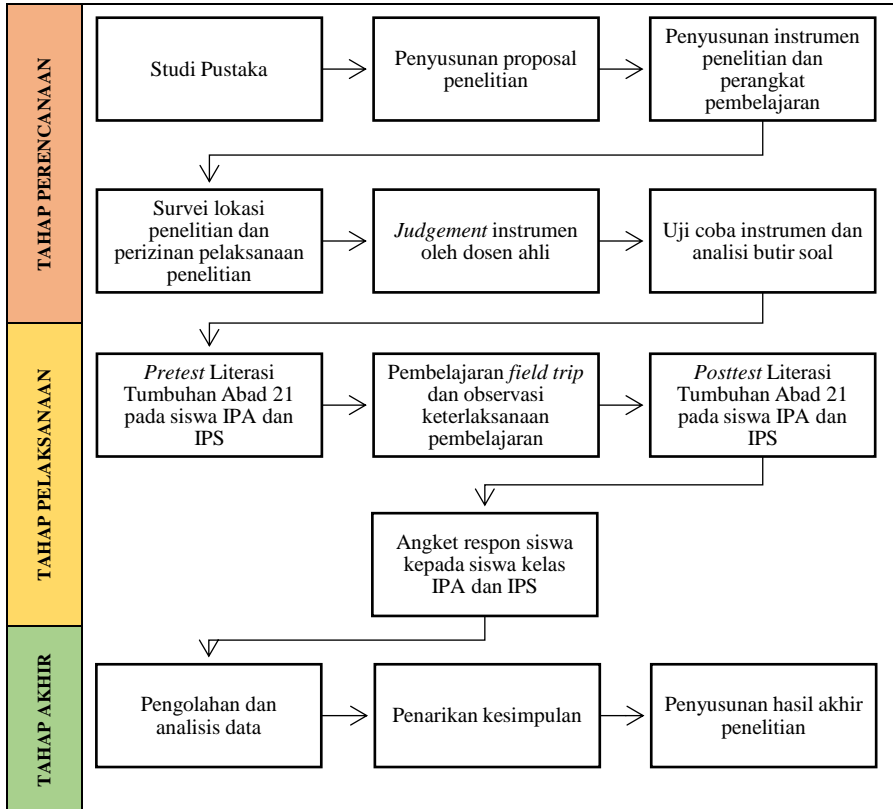 TAHAP PERENCANAAN
Studi Pustaka
Penyusunan proposal
penelitian
Penyusunan instrumen
penelitian dan
perangkat
pembelajaran
Survei lokasi
penelitian dan
perizinan pelaksanaan
penelitian
Judgement instrumen
oleh dosen ahli
Uji coba instrumen dan
analisi butir soal
TAHAP PELAKSANAAN
Pretest Literasi
Tumbuhan Abad 21
pada siswa IPA dan
IPS
Pembelajaran field trip
dan observasi
keterlaksanaan
pembelajaran
Posttest Literasi
Tumbuhan Abad 21
pada siswa IPA dan
IPS
Angket respon siswa
kepada siswa kelas
IPA dan IPS
TAHAP AKHIR
Pengolahan dan
analisis data
Penarikan kesimpulan
Penyusunan hasil akhir
penelitian